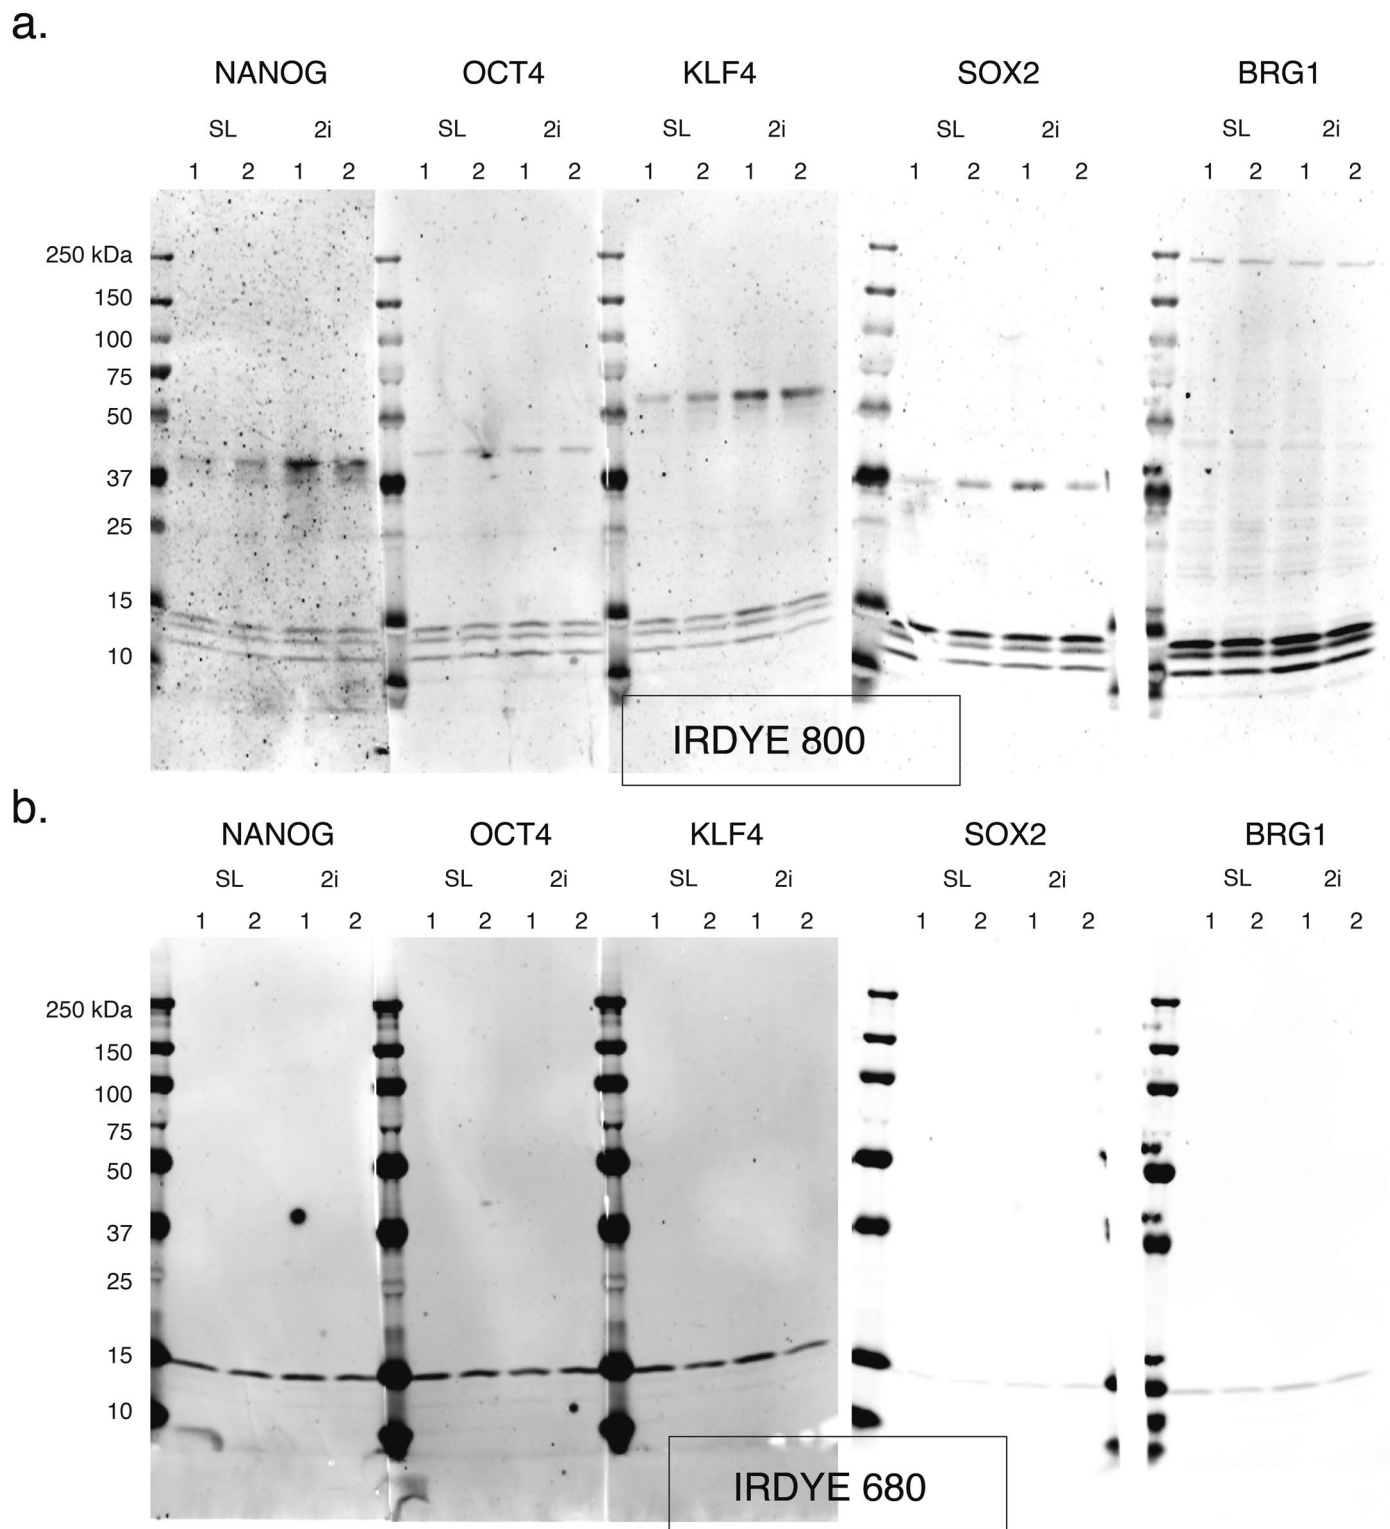 a.
NANOG OCT4 KLF4 SOX2 BRG1
SL 2i SL 2i SL 2i SL 2i SL 2i
1 2 1 2 1 2 1 2 1 2 1 2 1 2 1 2 1 2 1 2
250 kDa
150
100
75
50
37
25
15
10
IRDYE 800
b.
NANOG OCT4 KLF4 SOX2 BRG1
SL 2i SL 2i SL 2i SL 2i SL 2i
1 2 1 2 1 2 1 2 1 2 1 2 1 2 1 2 1 2 1 2
250 kDa
150
100
75
50
37
25
15
10
IRDYE 680